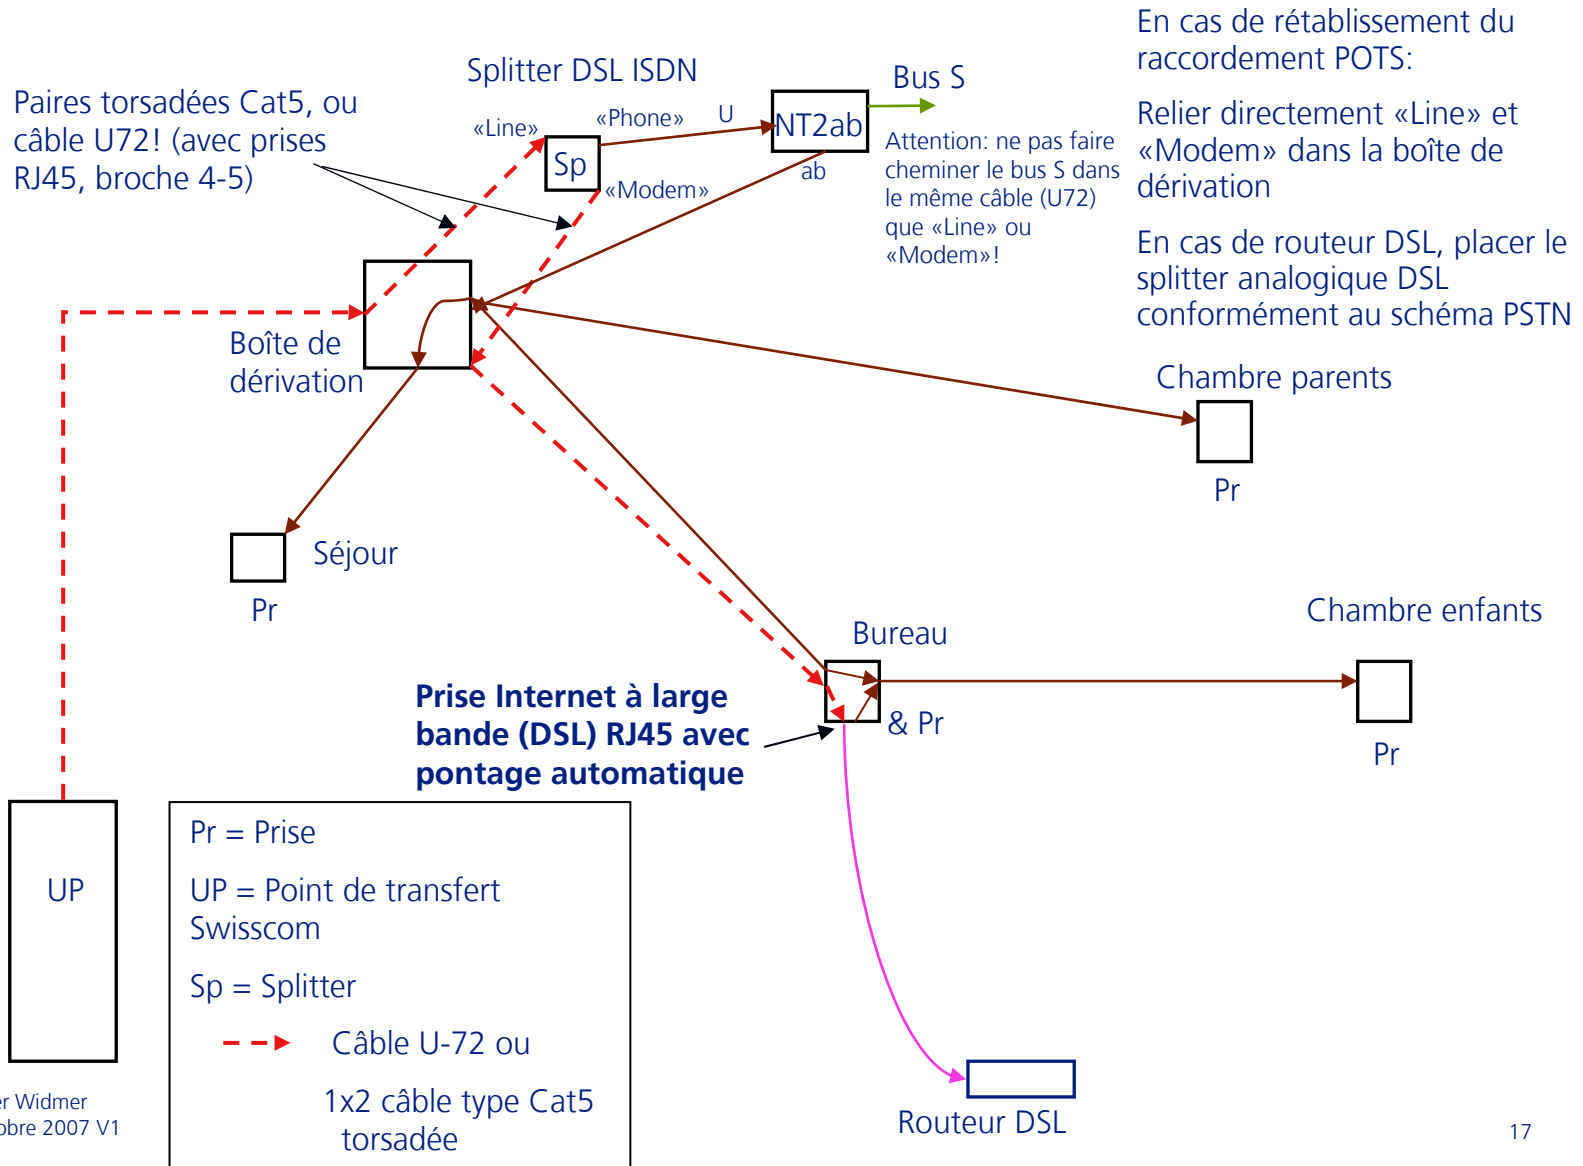 En cas de rétablissement du
raccordement POTS:
Relier directement «Line» et
«Modem» dans la boîte de
dérivation
En cas de routeur DSL, placer le
splitter analogique DSL
conformément au schéma PSTN
Splitter DSL ISDN
Bus S
Paires torsadées Cat5, ou
câble U72! (avec prises
RJ45, broche 4-5)
«Line»
«Phone»
U
NT2ab
Sp
«Modem»
ab
Attention: ne pas faire
cheminer le bus S dans
le même câble (U72)
que «Line» ou
«Modem»!
Boîte de
dérivation
Chambre parents
Pr
Séjour
Pr
Chambre enfants
Pr
Bureau
& Pr
Prise Internet à large
bande (DSL) RJ45 avec
pontage automatique
UP
Pr = Prise
UP = Point de transfert
Swisscom
Sp = Splitter
Câble U-72 ou
1x2 câble type Cat5
torsadée
Routeur DSL
Widmer
2007 V1
17